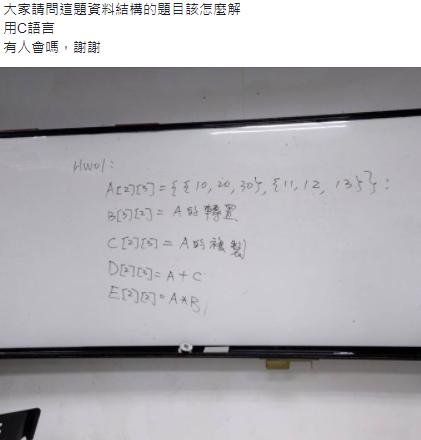 大家請問這題資料結構的題目該怎麼解
用C語言
有人會嗎，謝謝
HW01:
A[2][3] = {{10, 20, 30}, {11, 12, 13}};
B[3][2] = A的轉置
C[2][3] = A的複製
D[2][3] = A + C
E[2][2] = A*B,